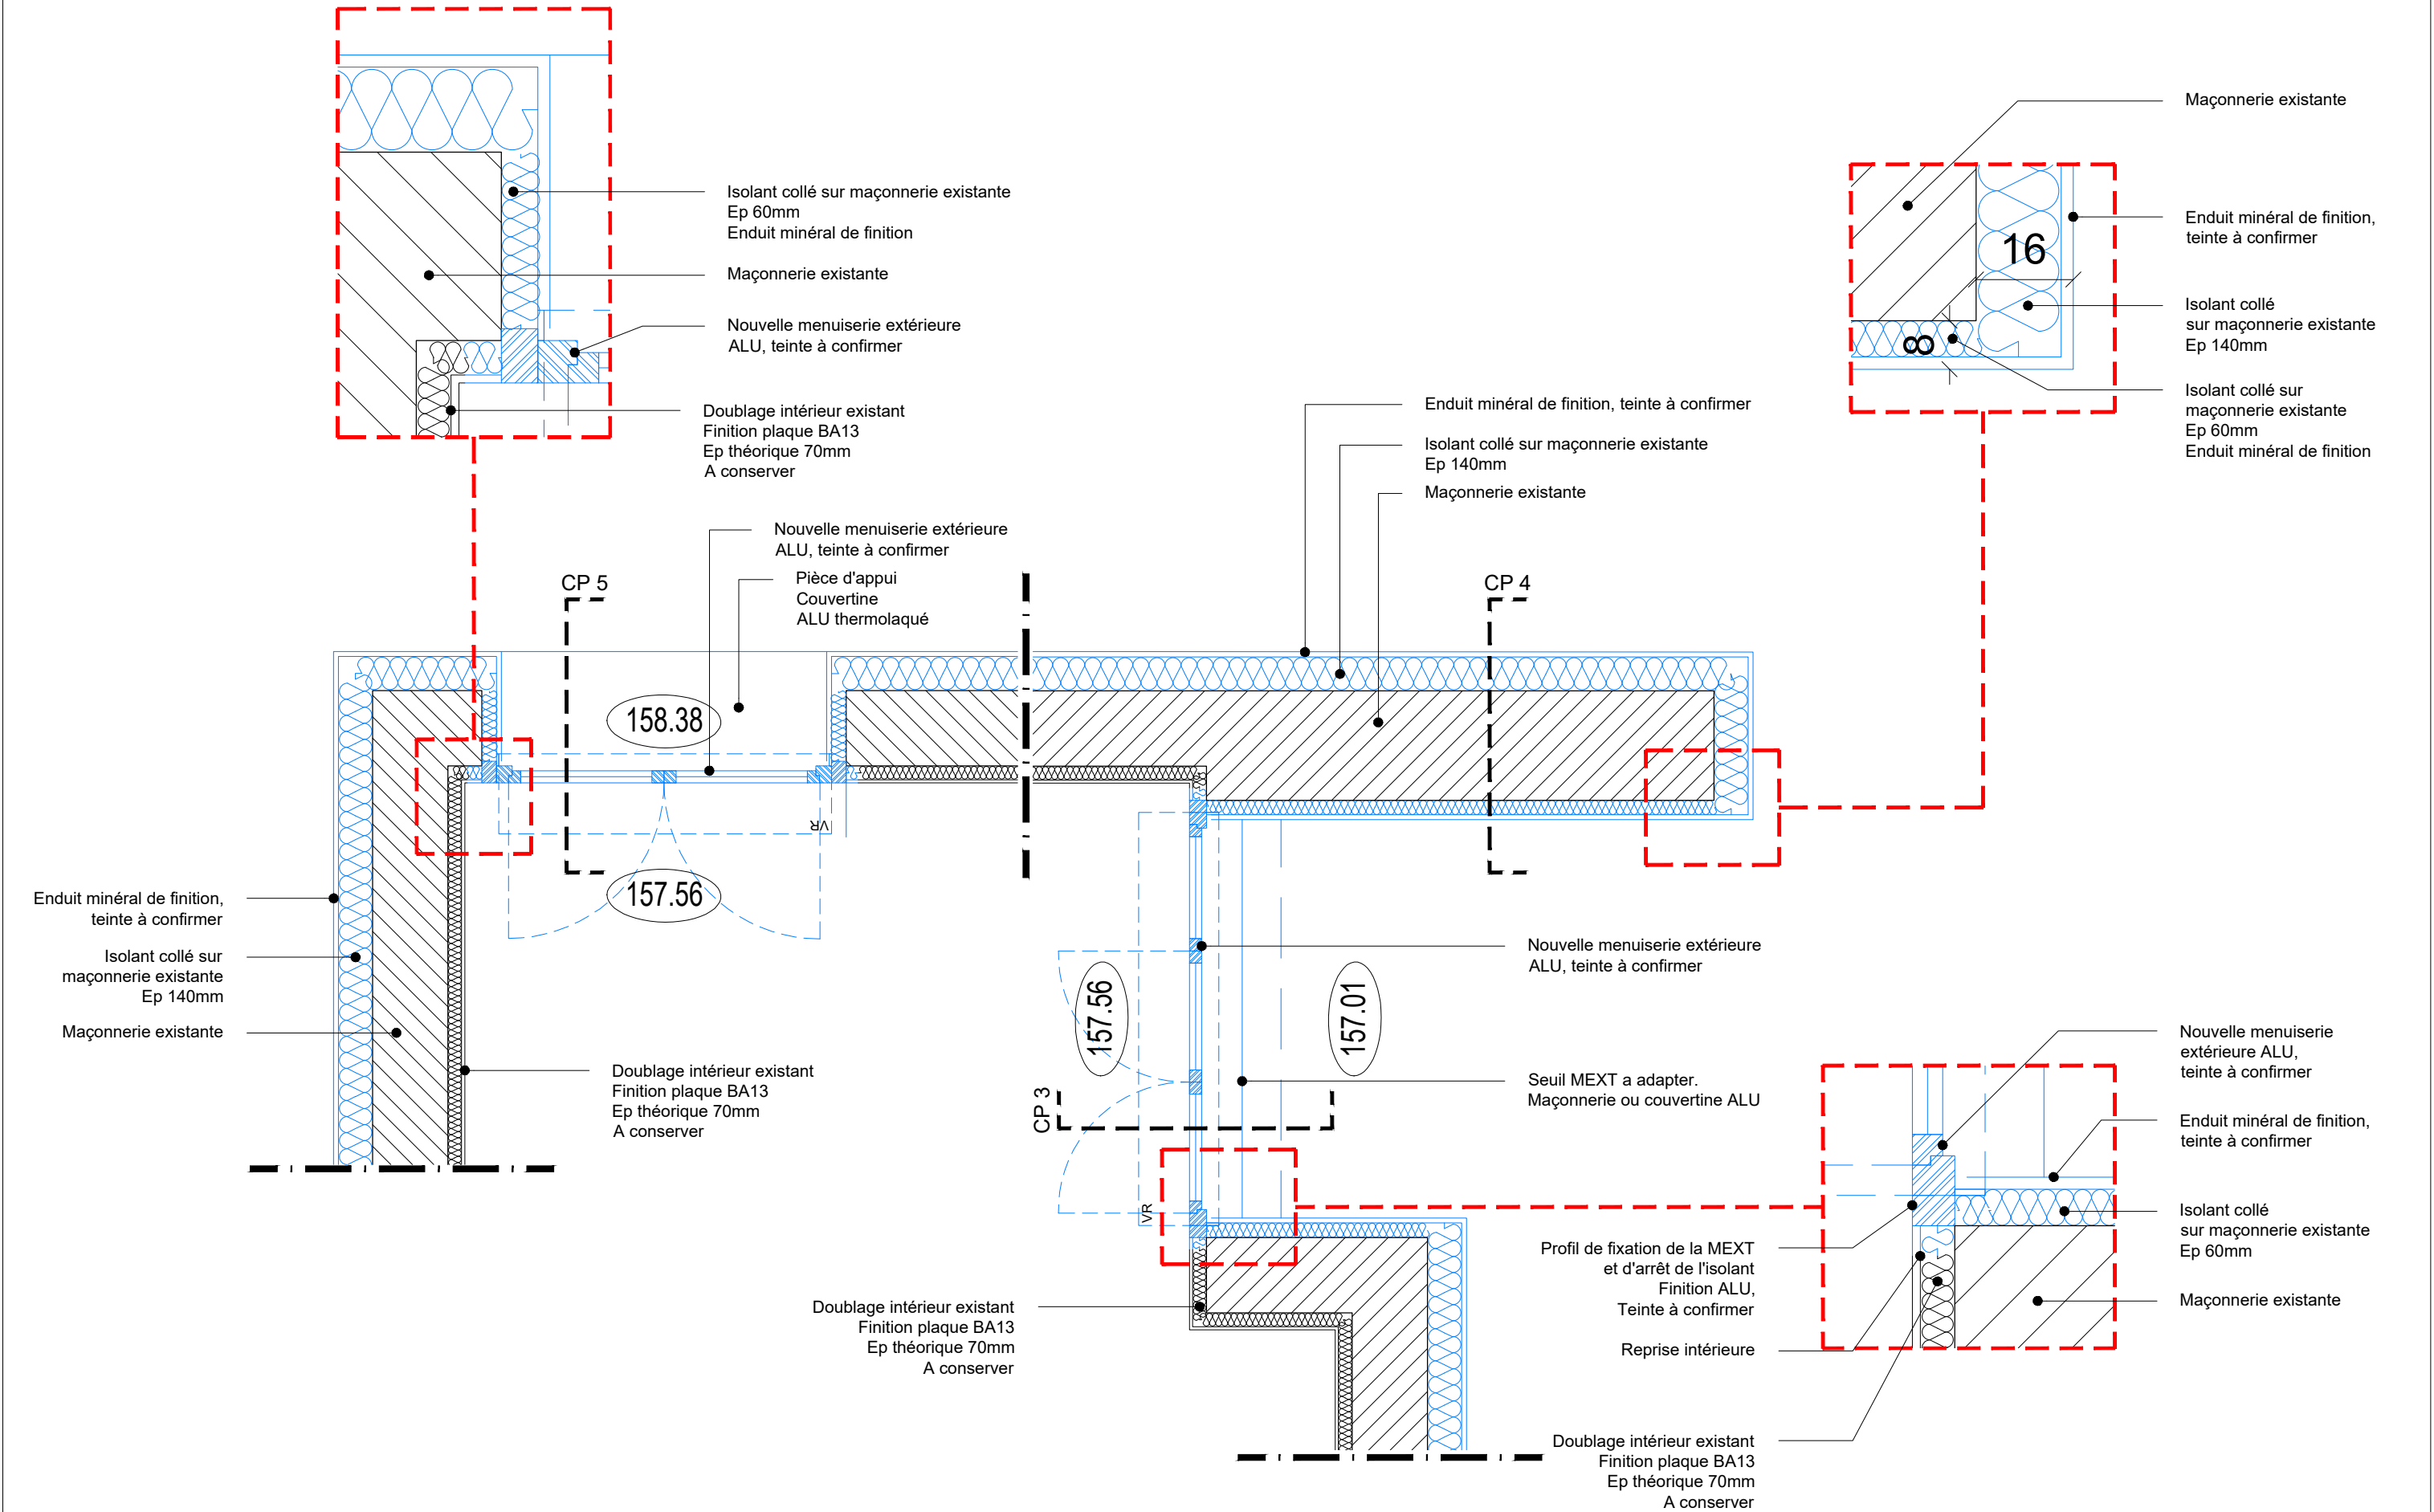 Isolant collé sur maçonnerie existante
Ep 60mm
Enduit minéral de finition
Maçonnerie existante
Nouvelle menuiserie extérieure
ALU, teinte à confirmer
Doublage intérieur existant
Finition plaque BA13
Ep théorique 70mm
A conserver
Maçonnerie existante
Enduit minéral de finition,
teinte à confirmer
16
Isolant collé
sur maçonnerie existante
Ep 140mm
8
Isolant collé sur
maçonnerie existante
Ep 60mm
Enduit minéral de finition
Enduit minéral de finition, teinte à confirmer
Isolant collé sur maçonnerie existante
Ep 140mm
Maçonnerie existante
Nouvelle menuiserie extérieure
ALU, teinte à confirmer
Pièce d'appui
Couvertine
ALU thermolaqué
CP 5
CP 4
158.38
VR
157.56
Enduit minéral de finition,
teinte à confirmer
Isolant collé sur
maçonnerie existante
Ep 140mm
Maçonnerie existante
Doublage intérieur existant
Finition plaque BA13
Ep théorique 70mm
A conserver
157.56
157.01
Nouvelle menuiserie extérieure
ALU, teinte à confirmer
Seuil MEXT a adapter.
Maçonnerie ou couvertine ALU
CP 3
VR
Doublage intérieur existant
Finition plaque BA13
Ep théorique 70mm
A conserver
Nouvelle menuiserie
extérieure ALU,
teinte à confirmer
Enduit minéral de finition,
teinte à confirmer
Isolant collé
sur maçonnerie existante
Ep 60mm
Maçonnerie existante
Profil de fixation de la MEXT
et d'arrêt de l'isolant
Finition ALU,
Teinte à confirmer
Reprise intérieure
Doublage intérieur existant
Finition plaque BA13
Ep théorique 70mm
A conserver